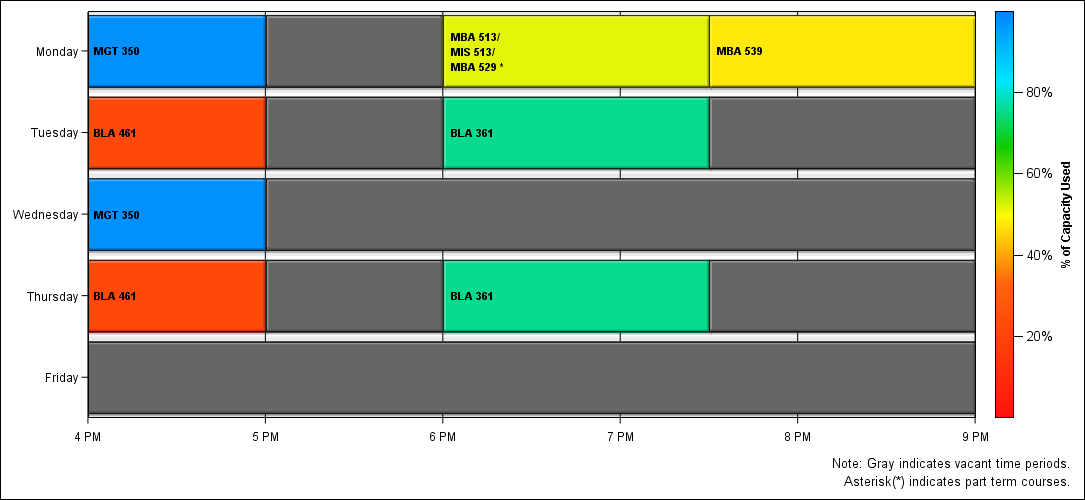 Monday
MGT 350
MBA 513/
MIS 513/
MBA 529 *
MBA 539
Tuesday
BLA 461
BLA 361
Wednesday
MGT 350
Thursday
BLA 461
BLA 361
Friday
4 PM
5 PM
6 PM
7 PM
8 PM
9 PM
80%
60%
40%
20%
% of Capacity Used
Note: Gray indicates vacant time periods.
Asterisk(*) indicates part term courses.